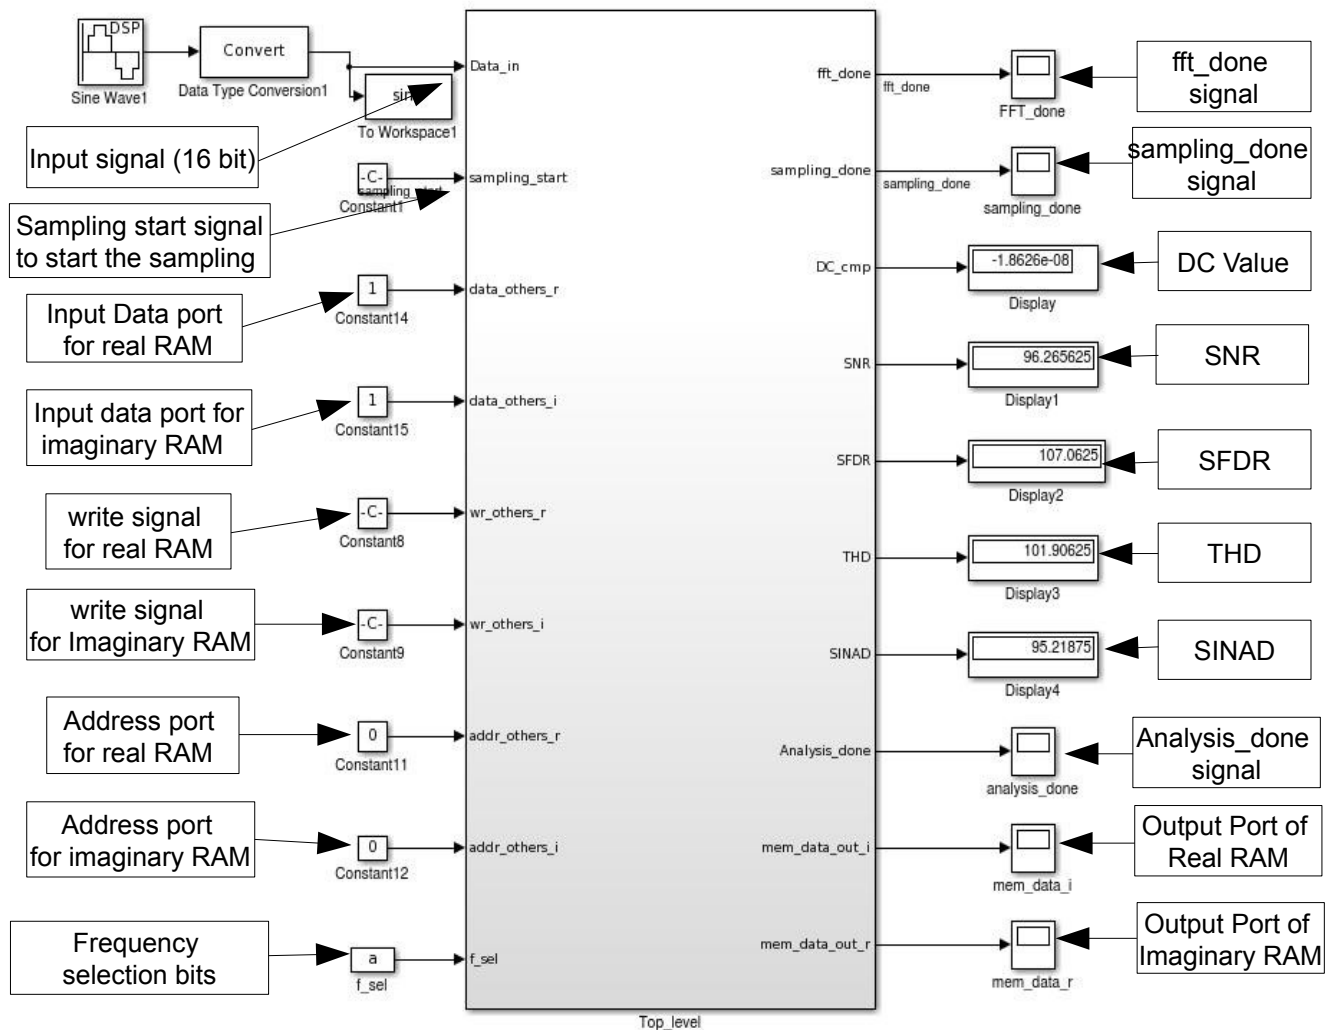 DSP
Sine Wave1
Convert
Data Type Conversion1
sin
To Workspace1
Input signal (16 bit)
-C-
sampling_start
Constant1
Sampling start signal
to start the sampling
Input Data port
for real RAM
1
Constant14
Input data port for
imaginary RAM
1
Constant15
write signal
for real RAM
-C-
Constant8
write signal
for Imaginary RAM
-C-
Constant9
Address port
for real RAM
0
Constant11
Address port
for imaginary RAM
0
Constant12
Frequency
selection bits
a
f_sel
Data_in
sampling_start
data_others_r
data_others_i
wr_others_r
wr_others_i
addr_others_r
addr_others_i
f_sel
fft_done
sampling_done
DC_cmp
SNR
SFDR
THD
SINAD
Analysis_done
mem_data_out_i
mem_data_out_r
Top_level
fft_done
FFT_done
fft_done
signal
sampling_done
sampling_done
sampling_done
signal
-1.8626e-08
Display
DC Value
96.265625
Display1
SNR
107.0625
Display2
SFDR
101.90625
Display3
THD
95.21875
Display4
SINAD
analysis_done
Analysis_done
signal
mem_data_i
Output Port of
Real RAM
mem_data_r
Output Port of
Imaginary RAM